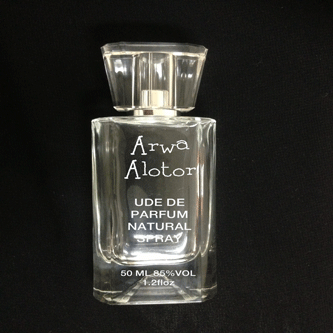 Arwa
Alotor
UDE DE
PARFUM
NATURAL
SPRAY
50 ML 85%VOL
1.2floz